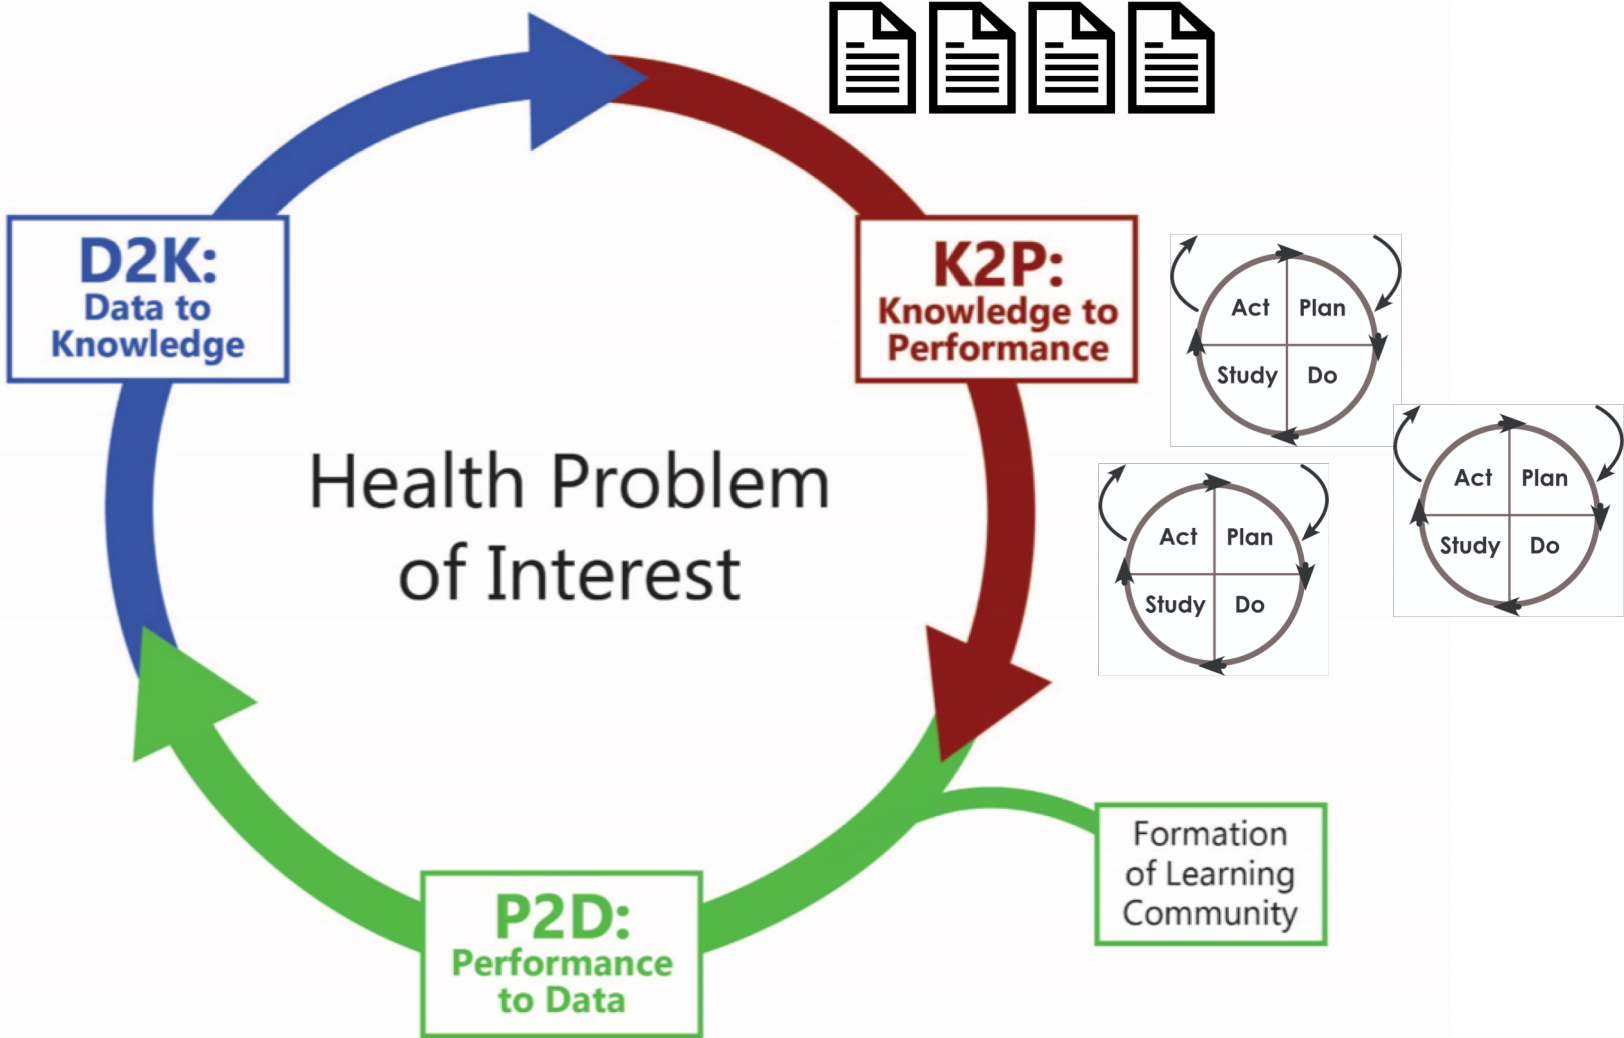 D2K:
Data to
Knowledge
K2P:
Knowledge to
Performance
Health Problem
of Interest
P2D:
Performance
to Data
Formation
of Learning
Community
Act Plan
Study Do
Act Plan
Study Do
Act Plan
Study Do